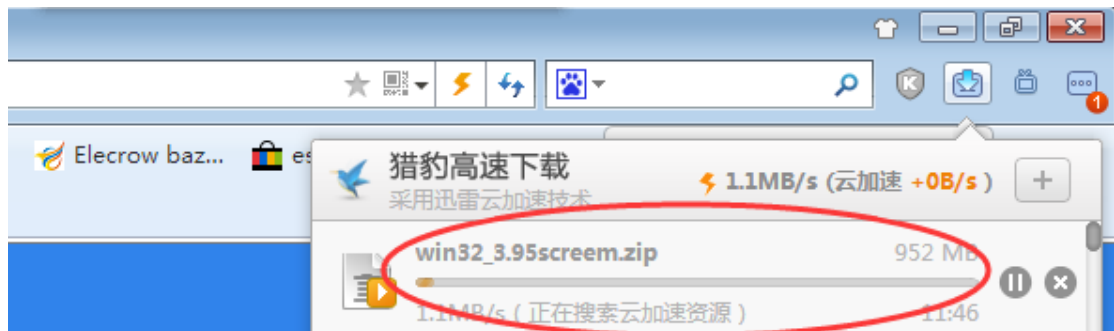 1
Elecrow baz...
es
猎豹高速下载
1.1MB/s (云加速 +0B/s )
采用迅雷云加速技术
win32_3.95screem.zip
952 MB
1.1MB/s ( 正在搜索云加速资源 )
11:46